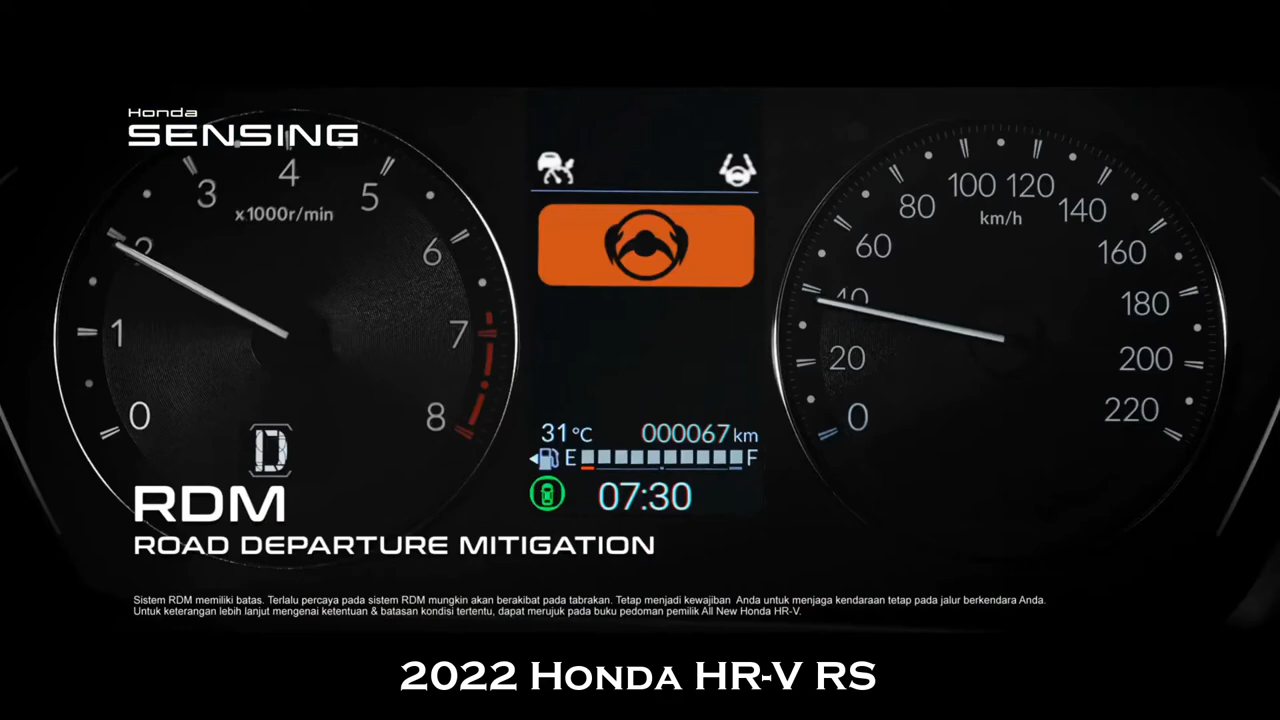 Honda
SENSING
0
1
2
3
4
5
6
7
8
x1000r/min
D
31°C
000067 km
E
F
07:30
0
20
40
60
80
100
120
140
160
180
200
220
km/h
RDM
ROAD DEPARTURE MITIGATION
Sistem RDM memiliki batas. Terlalu percaya pada sistem RDM mungkin akan berakibat pada tabrakan. Tetap menjadi kewajiban Anda untuk menjaga kendaraan tetap pada jalur berkendara Anda.
Untuk keterangan lebih lanjut mengenai ketentuan & batasan kondisi tertentu, dapat merujuk pada buku pedoman pemilik All New Honda HR-V.
2022 Honda HR-V RS